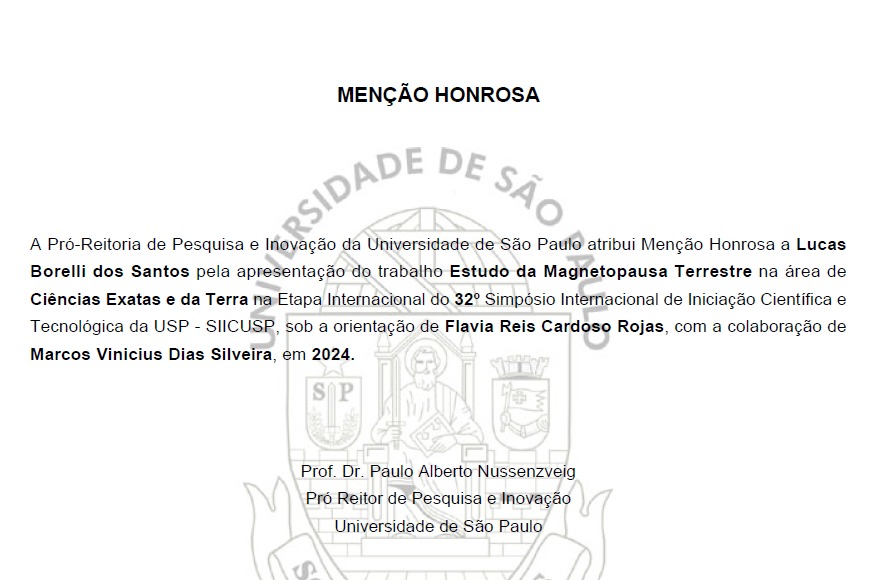 MENÇÃO HONROSA
UNIVERSIDADE DE SÃO PAULO
A Pró-Reitoria de Pesquisa e Inovação da Universidade de São Paulo atribui Menção Honrosa a Lucas
Borelli dos Santos pela apresentação do trabalho Estudo da Magnetopausa Terrestre na área de
Ciências Exatas e da Terra na Etapa Internacional do 32º Simpósio Internacional de Iniciação Científica e
Tecnológica da USP - SIICUSP, sob a orientação de Flavia Reis Cardoso Rojas, com a colaboração de
Marcos Vinicius Dias Silveira, em 2024.
S P
Prof. Dr. Paulo Alberto Nussenzveig
Pró Reitor de Pesquisa e Inovação
Universidade de São Paulo